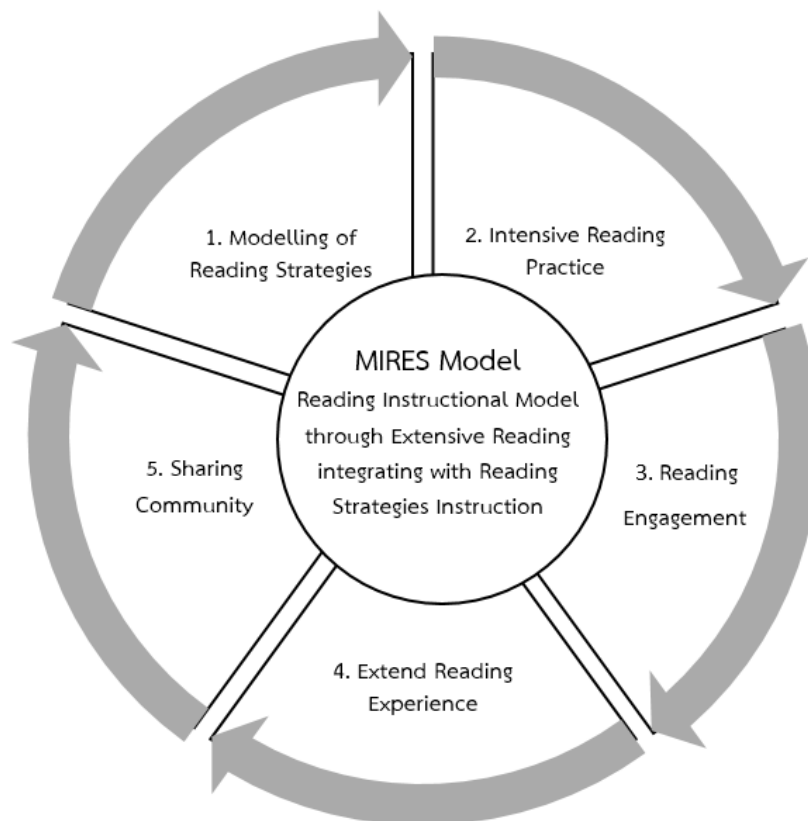 1. Modelling of
Reading Strategies
2. Intensive Reading
Practice
MIRES Model
Reading Instructional Model
through Extensive Reading
integrating with Reading
Strategies Instruction
3. Reading
Engagement
4. Extend Reading
Experience
5. Sharing
Community